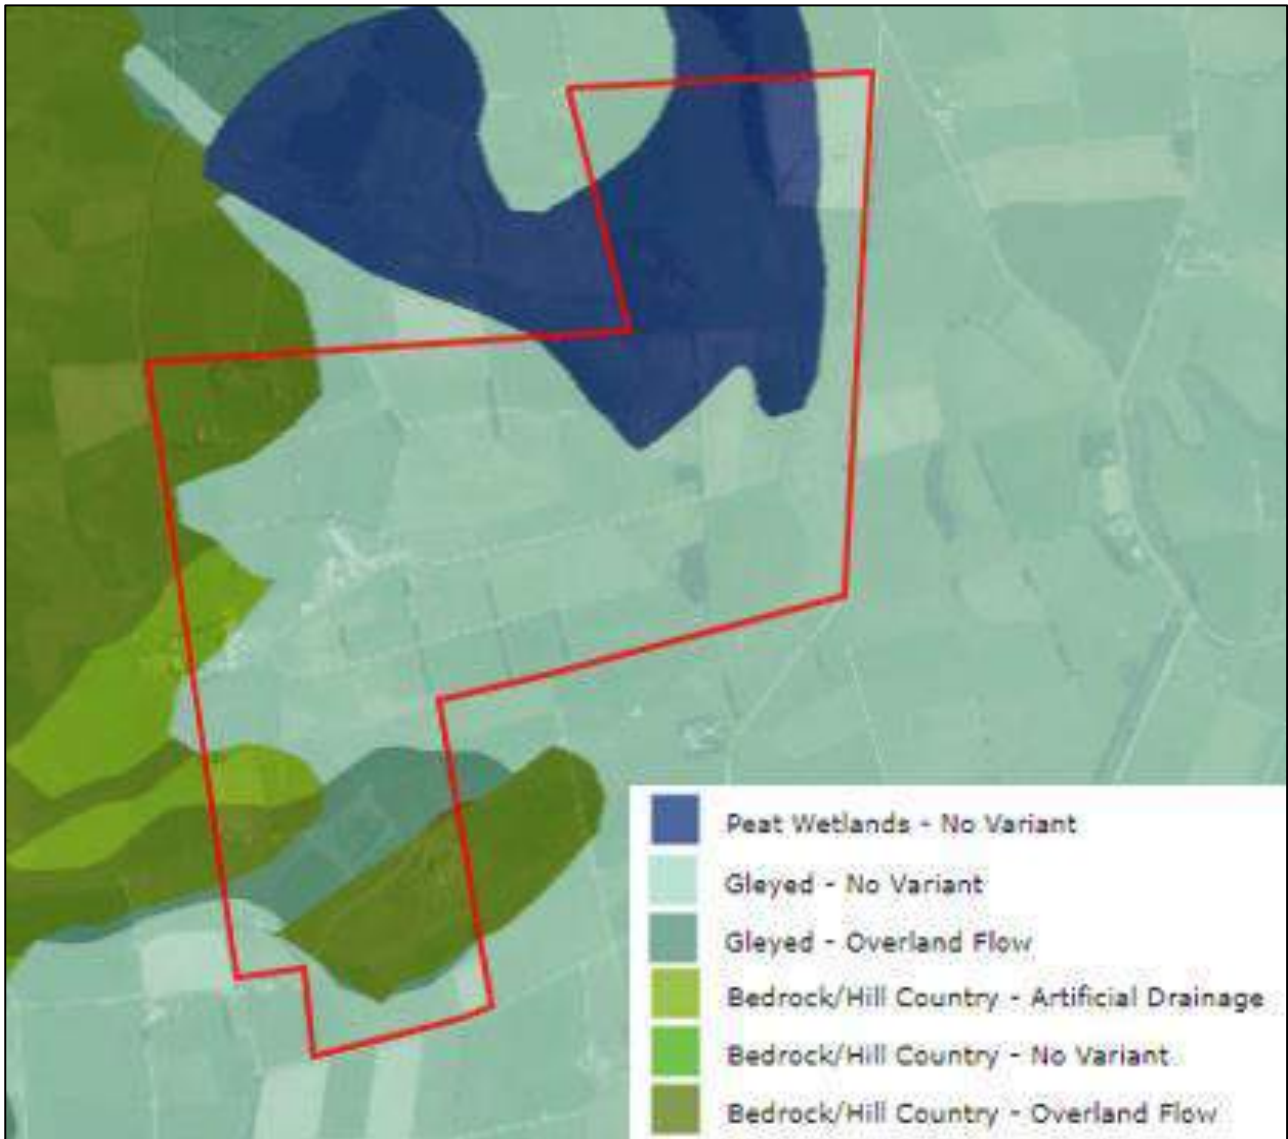 Peat Wetlands - No Variant
Gleyed - No Variant
Gleyed - Overland Flow
Bedrock/Hill Country - Artificial Drainage
Bedrock/Hill Country - No Variant
Bedrock/Hill Country - Overland Flow